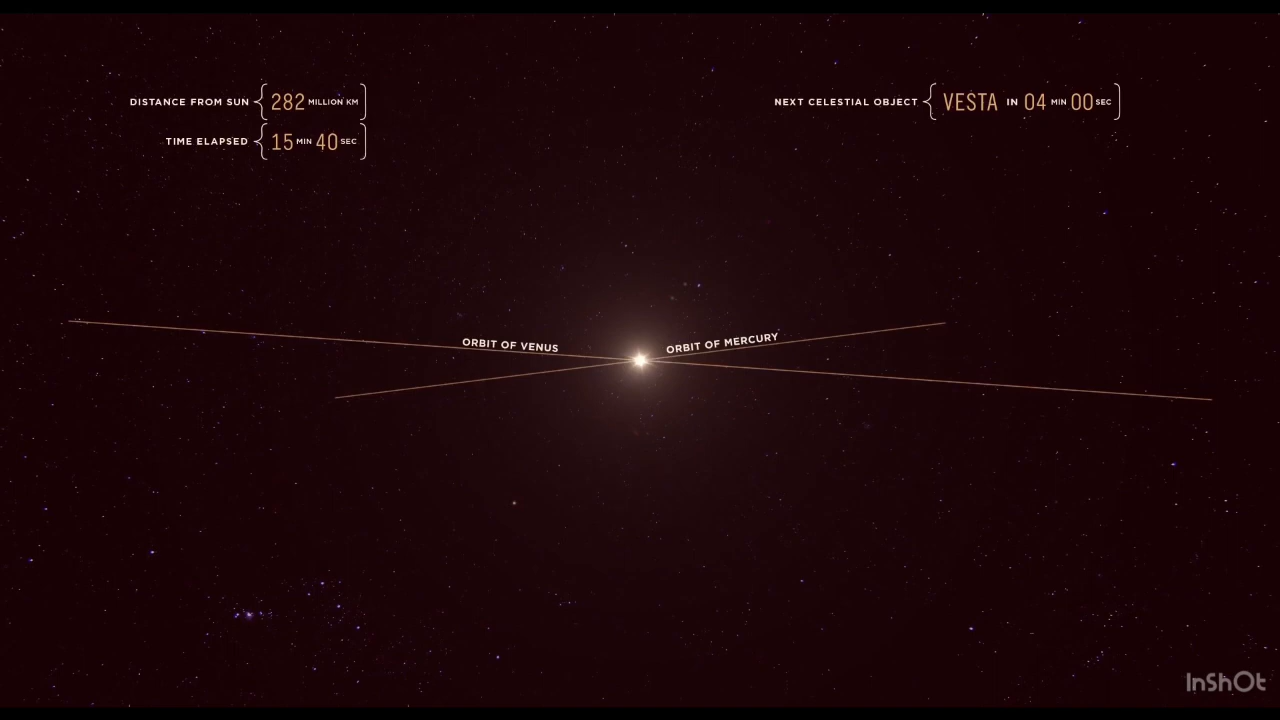 DISTANCE FROM SUN 282 MILLION KM
TIME ELAPSED 15 MIN 40 SEC
NEXT CELESTIAL OBJECT VESTA IN 04 MIN 00 SEC
ORBIT OF VENUS
ORBIT OF MERCURY
InShOt